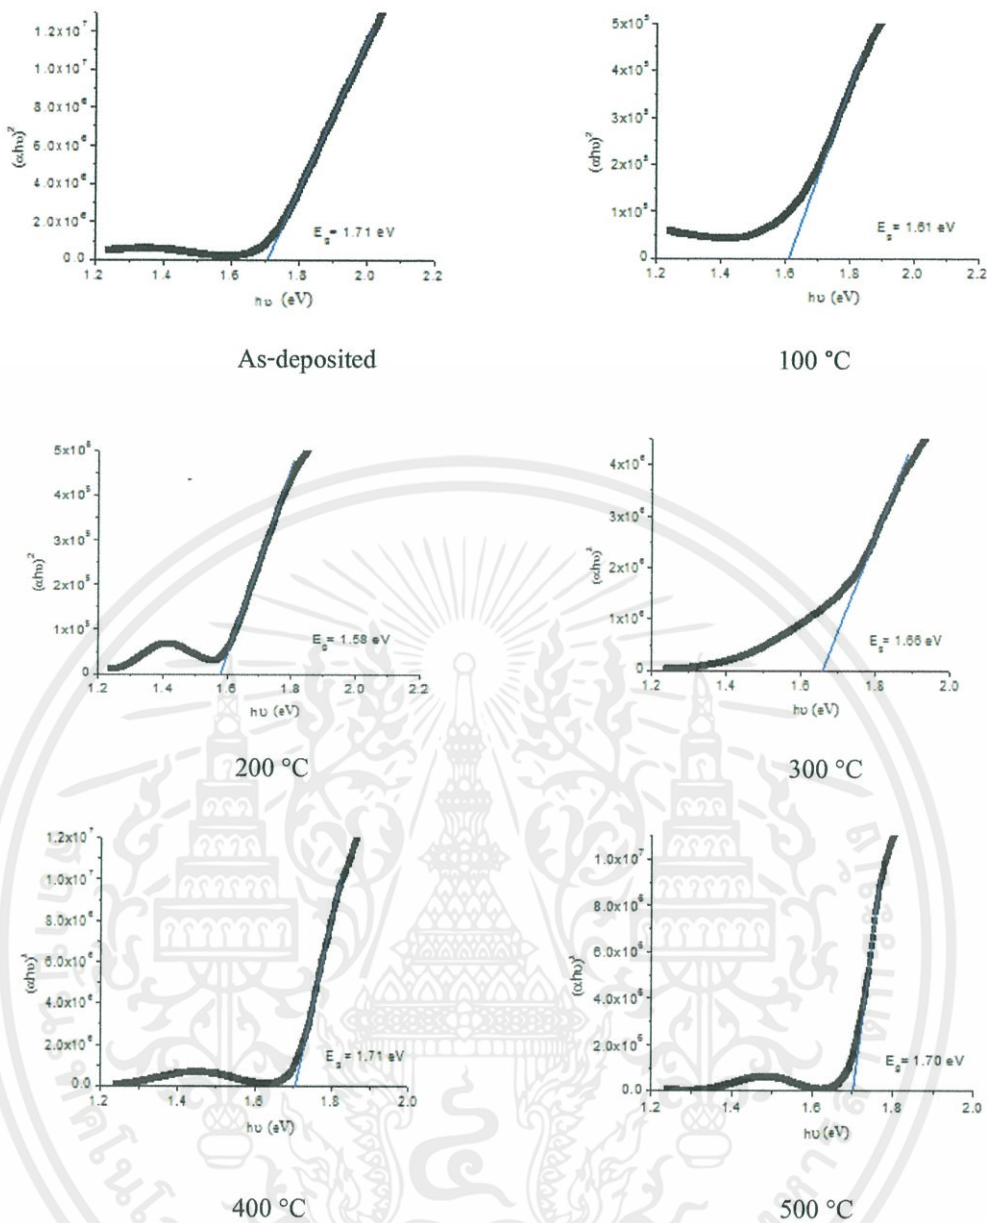 1.2X10⁷
1.0x10⁷
8.0x10⁶
6.0x10⁶
4.0x10⁶
2.0x10⁶
0.0
1.2 1.4 1.6 1.8 2.0 2.2
(αhυ)²
hυ (eV)
E_g= 1.71 eV
As-deposited
5x10⁵
4x10⁵
3x10⁵
2x10⁵
1x10⁵
0
1.2 1.4 1.6 1.8 2.0 2.2
(αhυ)²
hυ (eV)
E_g= 1.61 eV
100 °C
4x10⁵
3x10⁵
2x10⁵
1x10⁵
0
1.2 1.4 1.6 1.8 2.0 2.2
(αhυ)²
hυ (eV)
E_g= 1.58 eV
200 °C
4x10⁶
3x10⁶
2x10⁶
1x10⁶
0
1.2 1.4 1.6 1.8 2.0
(αhυ)²
hυ (eV)
E_g= 1.66 eV
300 °C
1.2x10⁷
1.0x10⁷
8.0x10⁶
6.0x10⁶
4.0x10⁶
2.0x10⁶
0.0
1.2 1.4 1.6 1.8 2.0
hυ (eV)
E_g = 1.71 eV
400 °C
1.0x10⁷
8.0x10⁶
6.0x10⁶
4.0x10⁶
2.0x10⁶
0.0
1.2 1.4 1.6 1.8 2.0
hυ (eV)
E_g= 1.70 eV
500 °C